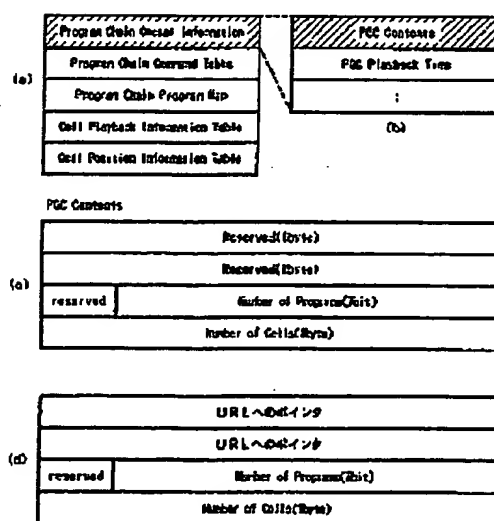 Program Chain General Information
Program Chain Command Table
Program Chain Program Map
Cell Playback Information Table
Cell Position Information Table
(a)
PGC Contents
PGC Playback Time
:
(b)
PGC Contents
Reserved(1byte)
Reserved(1byte)
(c)
reserved
Number of Programs(7bit)
Number of Cells(1byte)
URLへのポインタ
URLへのポインタ
(d)
reserved
Number of Programs(7bit)
Number of Cells(1byte)